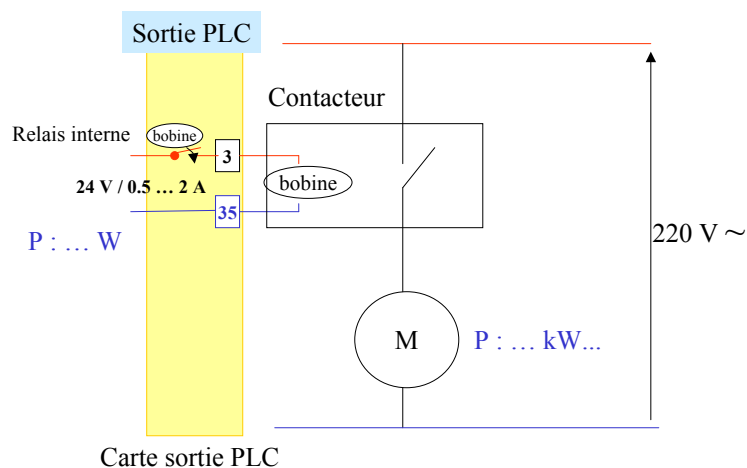 Sortie PLC
Contacteur
Relais interne
bobine
3
24 V / 0.5 … 2 A
bobine
35
P : … W
220 V ~
M
P : … kW...
Carte sortie PLC